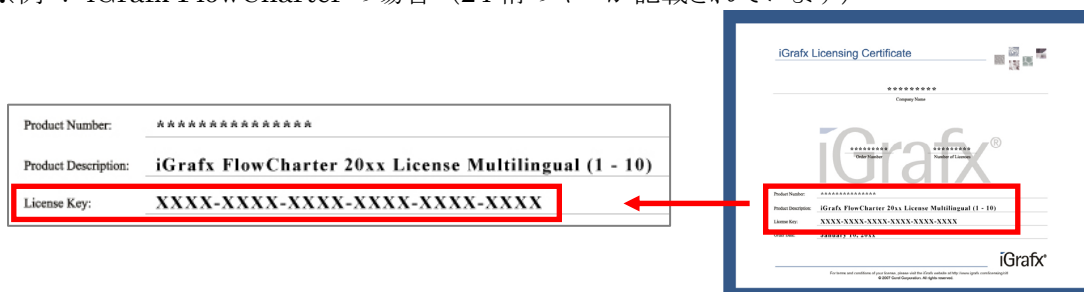 (例 : iGrafx FlowCharter の場合 (24 桁のキーが記載されています)
Product Number: ***************
Product Description: iGrafx FlowCharter 20xx License Multilingual (1 - 10)
License Key: XXXX-XXXX-XXXX-XXXX-XXXX-XXXX
iGrafx Licensing Certificate
*********
Company Name
iGrafx®
********* *********
Order Number Number of Licenses
Product Number: ***************
Product Description: iGrafx FlowCharter 20xx License Multilingual (1 - 10)
License Key: XXXX-XXXX-XXXX-XXXX-XXXX-XXXX
January 10, 20xx
iGrafx®